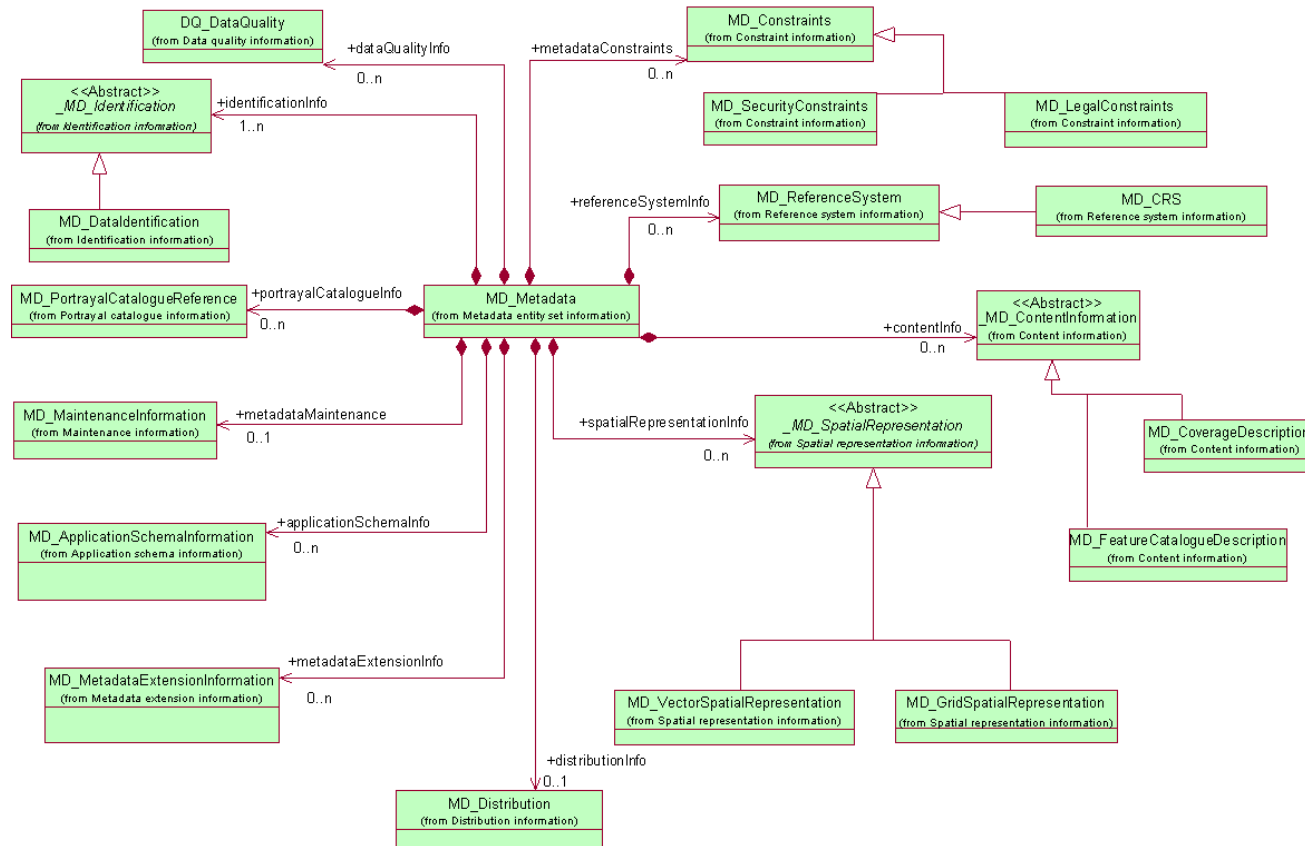 DQ_DataQuality
(from Data quality information)
+dataQualityInfo
0..n
MD_Constraints
(from Constraint information)
+metadataConstraints
0..n
<<Abstract>>
_MD_Identification
(from Identification information)
+identificationInfo
1..n
MD_SecurityConstraints
(from Constraint information)
MD_LegalConstraints
(from Constraint information)
MD_DataIdentification
(from Identification information)
+referenceSystemInfo
0..n
MD_ReferenceSystem
(from Reference system information)
MD_CRS
(from Reference system information)
MD_PortrayalCatalogueReference
(from Portrayal catalogue information)
+portrayalCatalogueInfo
0..n
MD_Metadata
(from Metadata entity set information)
+contentInfo
0..n
<<Abstract>>
_MD_ContentInformation
(from Content information)
MD_MaintenanceInformation
(from Maintenance information)
+metadataMaintenance
0..1
+spatialRepresentationInfo
0..n
<<Abstract>>
_MD_SpatialRepresentation
(from Spatial representation information)
MD_CoverageDescription
(from Content information)
MD_ApplicationSchemaInformation
(from Application schema information)
+applicationSchemaInfo
0..n
MD_FeatureCatalogueDescription
(from Content information)
MD_MetadataExtensionInformation
(from Metadata extension information)
+metadataExtensionInfo
0..n
MD_VectorSpatialRepresentation
(from Spatial representation information)
MD_GridSpatialRepresentation
(from Spatial representation information)
+distributionInfo
0..1
MD_Distribution
(from Distribution information)